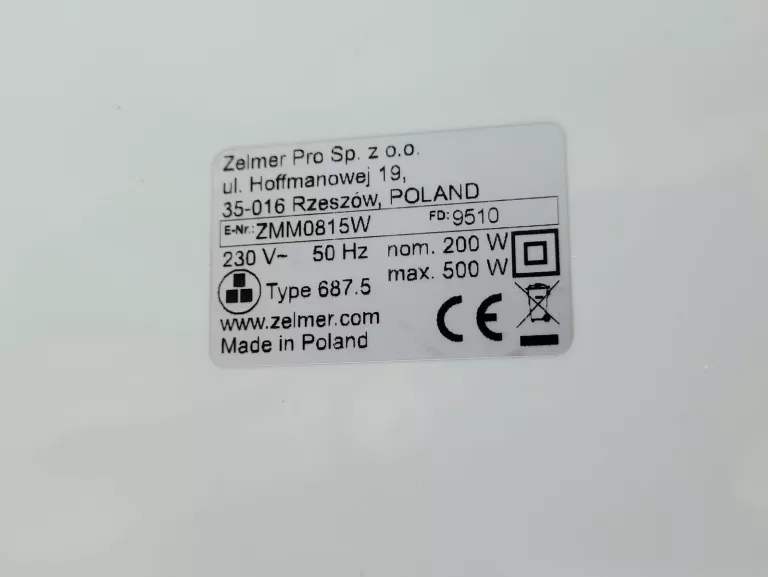 Zelmer Pro Sp. z o.o.
ul. Hoffmanowej 19,
35-016 Rzeszów, POLAND
E-Nr.: ZMM0815W FD: 9510
230 V~ 50 Hz nom. 200 W
max. 500 W
Type 687.5
www.zelmer.com
Made in Poland
CE